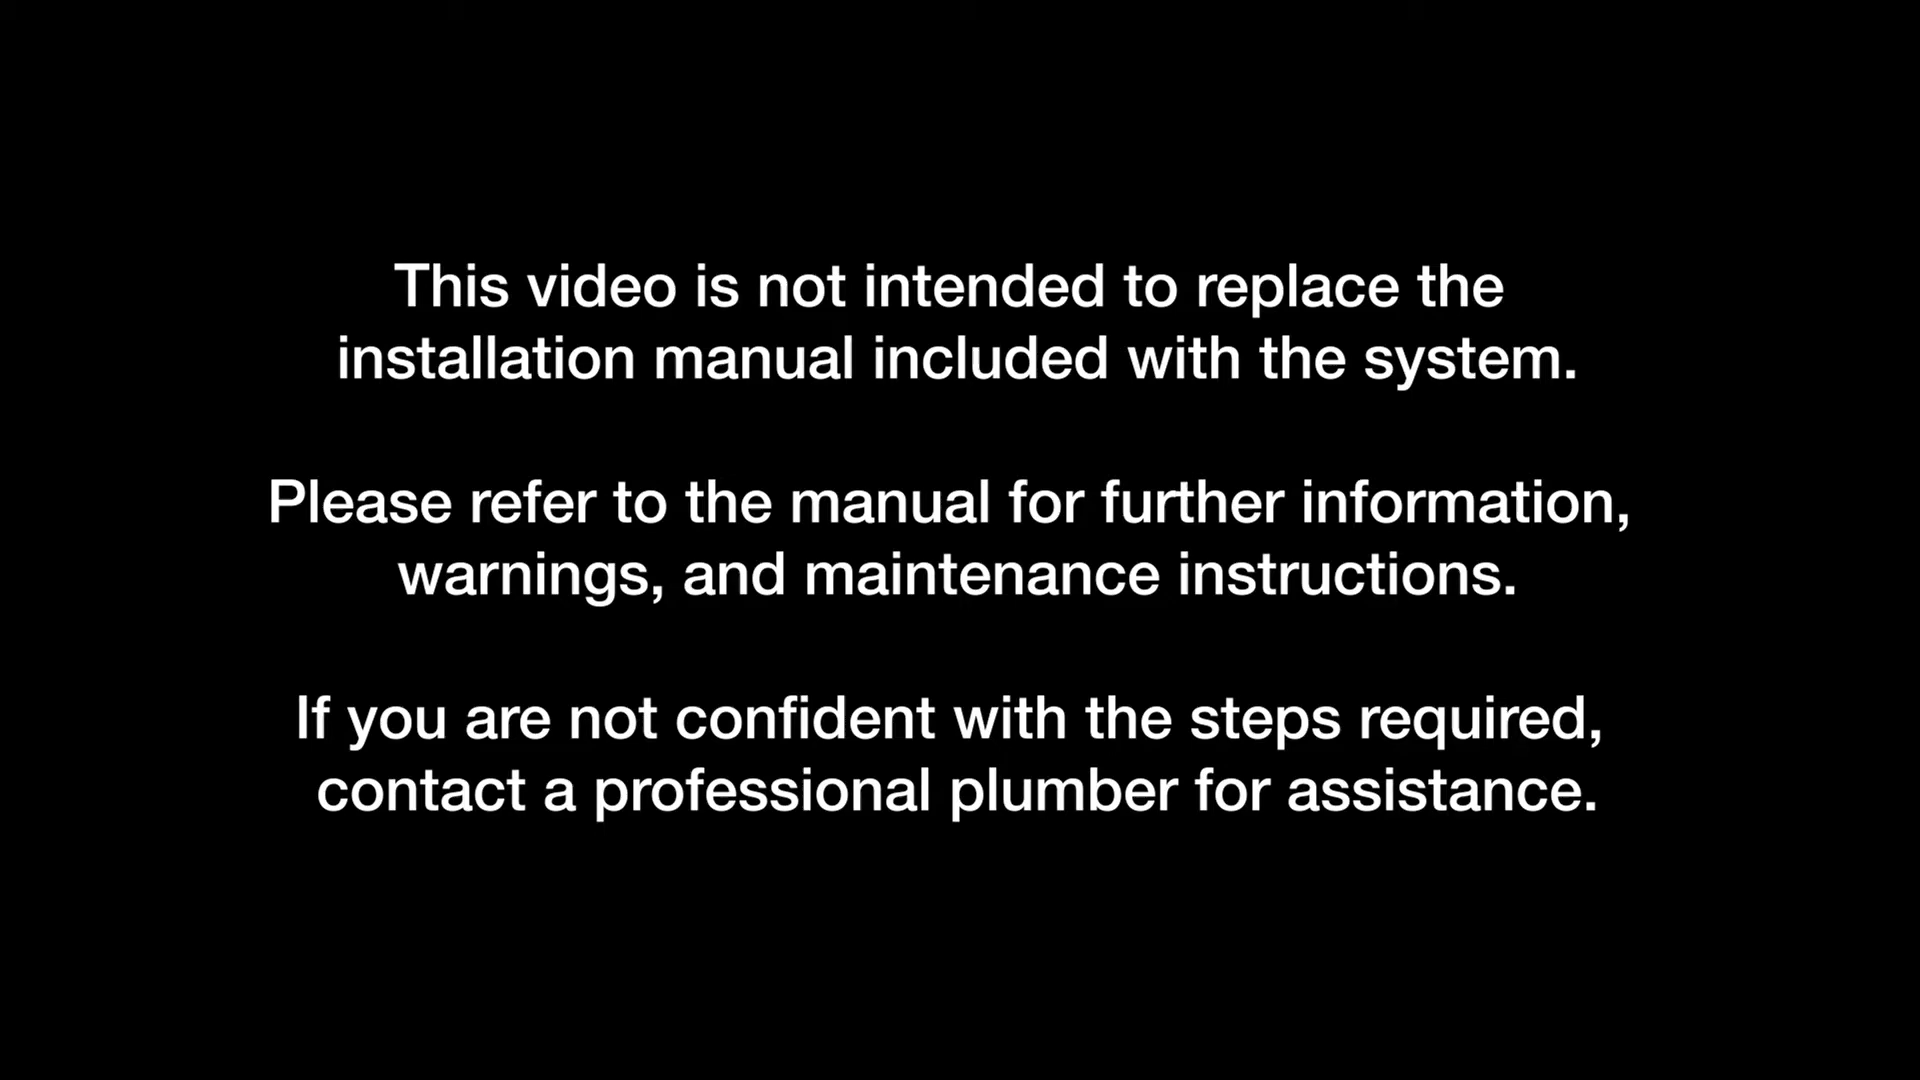 This video is not intended to replace the
installation manual included with the system.
Please refer to the manual for further information,
warnings, and maintenance instructions.
If you are not confident with the steps required,
contact a professional plumber for assistance.